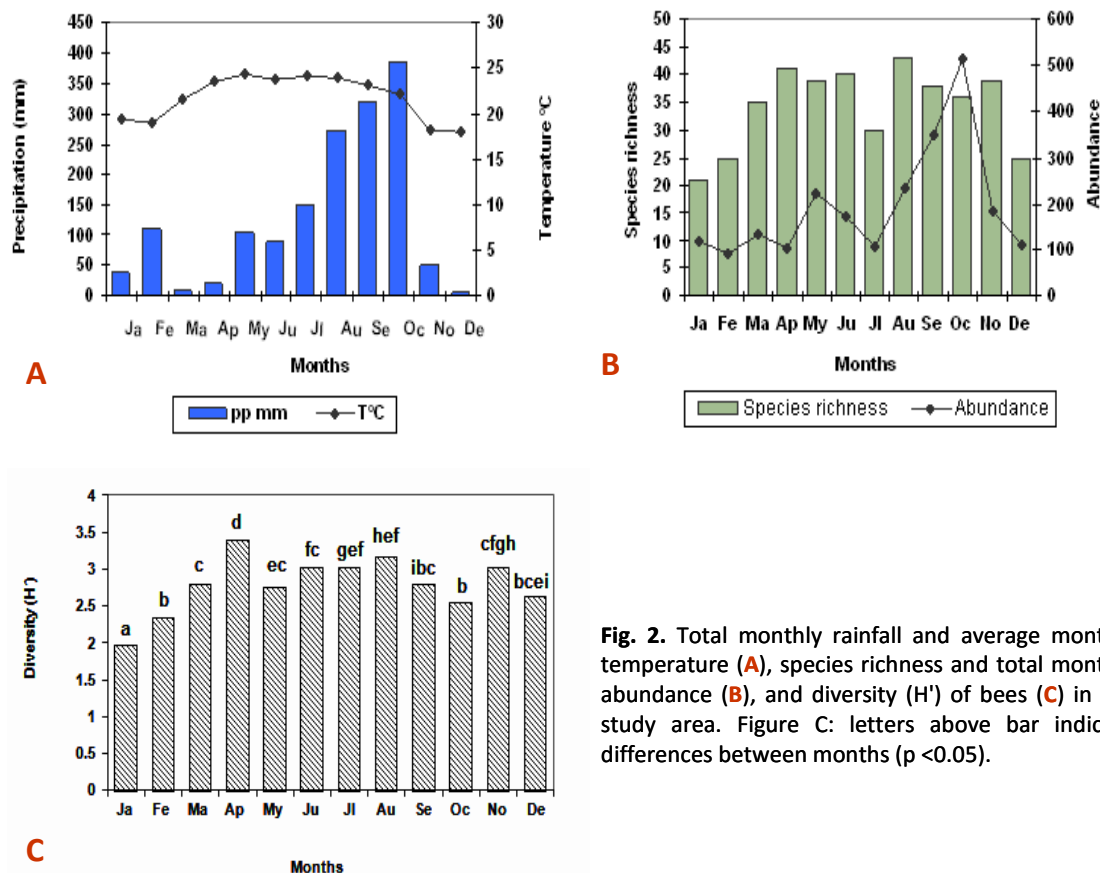 450
400
350
300
250
200
150
100
50
0
Precipitation (mm)
30
25
20
15
10
5
0
Temperature ºC
Ja Fe Ma Ap My Ju Jl Au Se Oc No De
Months
A
pp mm T°C
50
45
40
35
30
25
20
15
10
5
0
Species richness
600
500
400
300
200
100
0
Abundance
Ja Fe Ma Ap My Ju Jl Au Se Oc No De
Months
B
Species richness Abundance
4
3.5
3
2.5
2
1.5
1
0.5
0
Diversity (H')
a b c d ec fc gef hef ibc b cfgh bcei
Ja Fe Ma Ap My Ju Jl Au Se Oc No De
Months
C
Fig. 2. Total monthly rainfall and average mont
temperature (A), species richness and total mont
abundance (B), and diversity (H') of bees (C) in
study area. Figure C: letters above bar indic
differences between months (p <0.05).